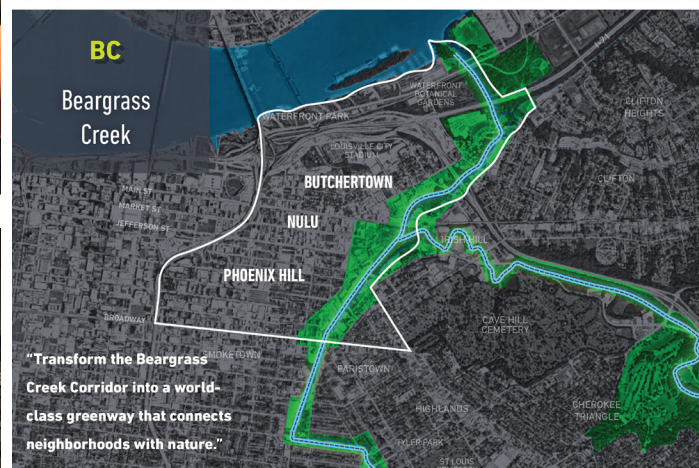 BC
Beargrass
Creek
WATERFRONT
BOTANICAL
GARDENS
I-71
CLIFTON
HEIGHTS
WATERFRONT PARK
LOUISVILLE CITY
STADIUM
BUTCHERTOWN
CLIFTON
MAIN ST
MARKET ST
JEFFERSON ST
NULU
IRISH HILL
PHOENIX HILL
BROADWAY
CAVE HILL
CEMETERY
SMOKETOWN
PARISTOWN
"Transform the Beargrass
Creek Corridor into a world-
class greenway that connects
neighborhoods with nature."
HIGHLANDS
CHEROKEE
TRIANGLE
TYLER PARK
ST LOUIS